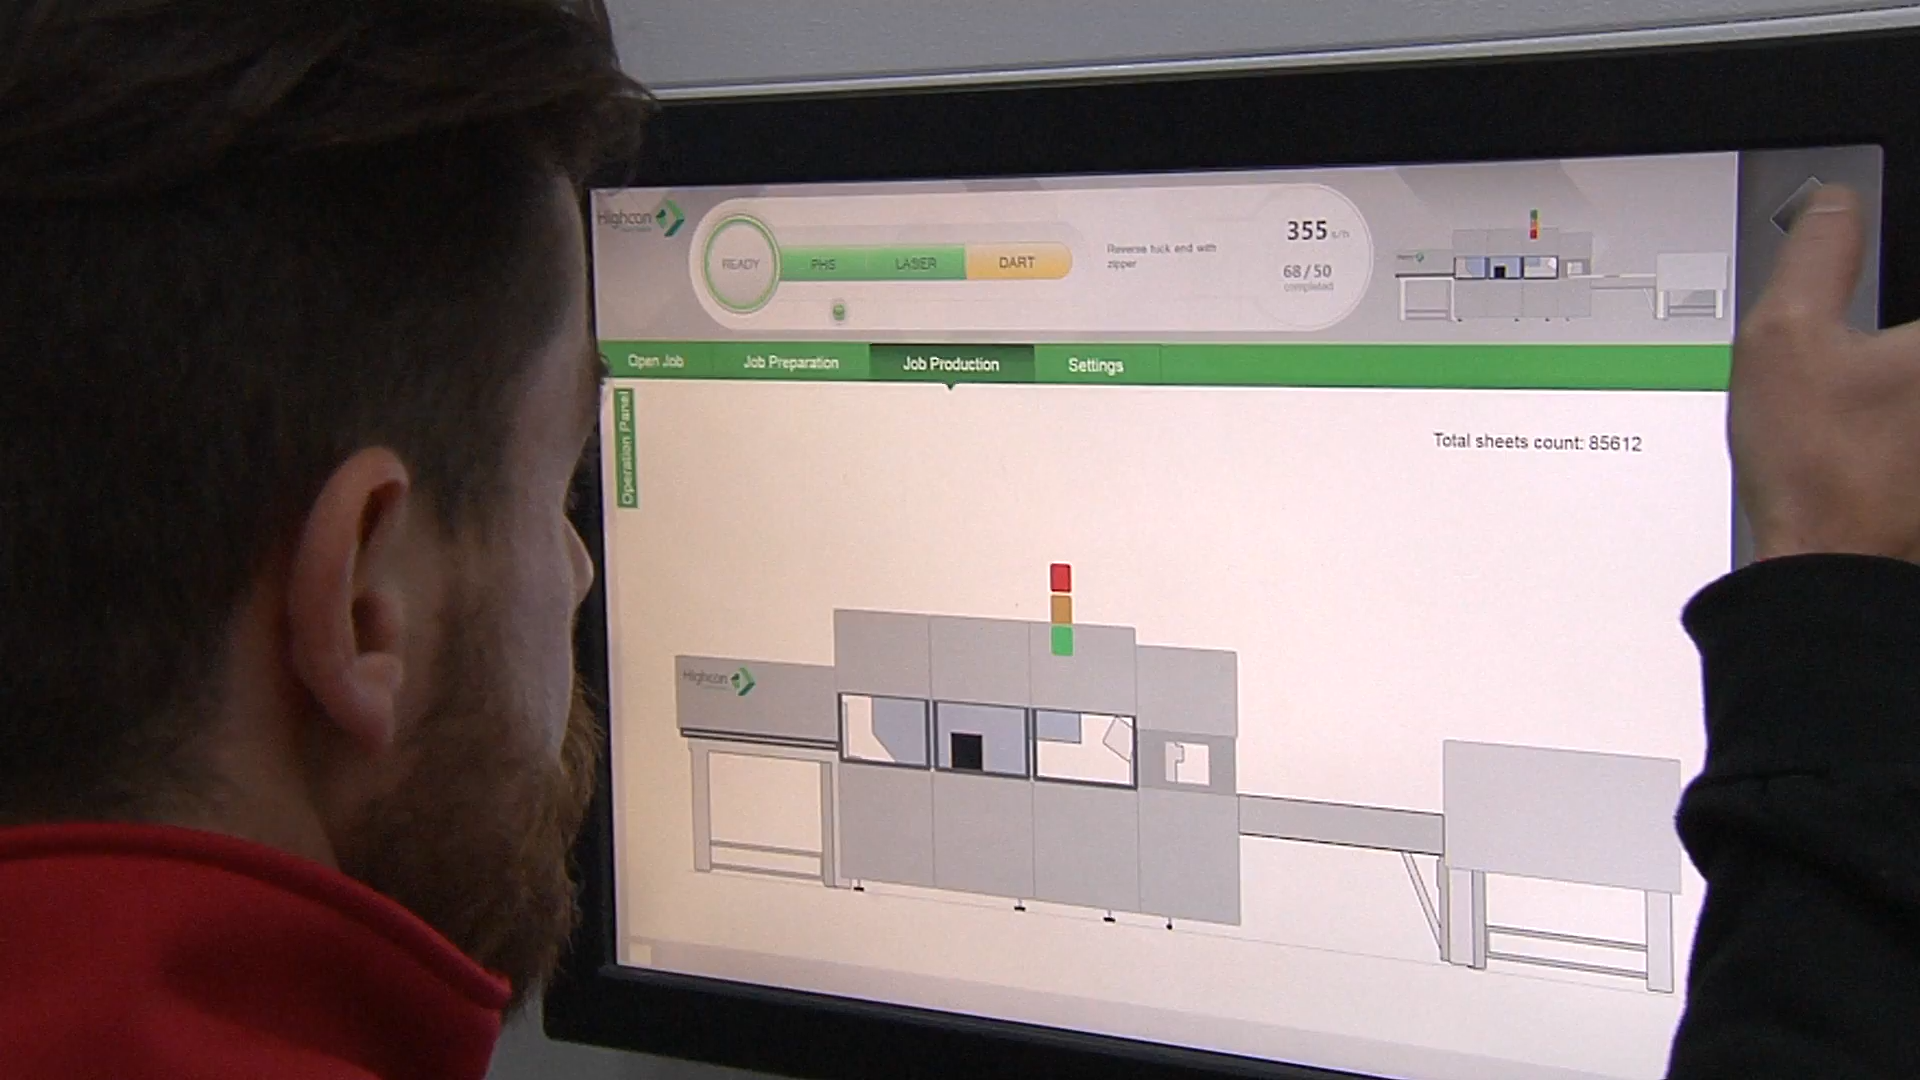 Highcon
READY
PHS
LASER
DART
Reverse tuck end with
zipper
355 s/h
68/50
completed
Open Job
Job Preparation
Job Production
Settings
Operation Panel
Total sheets count: 85612
Highcon